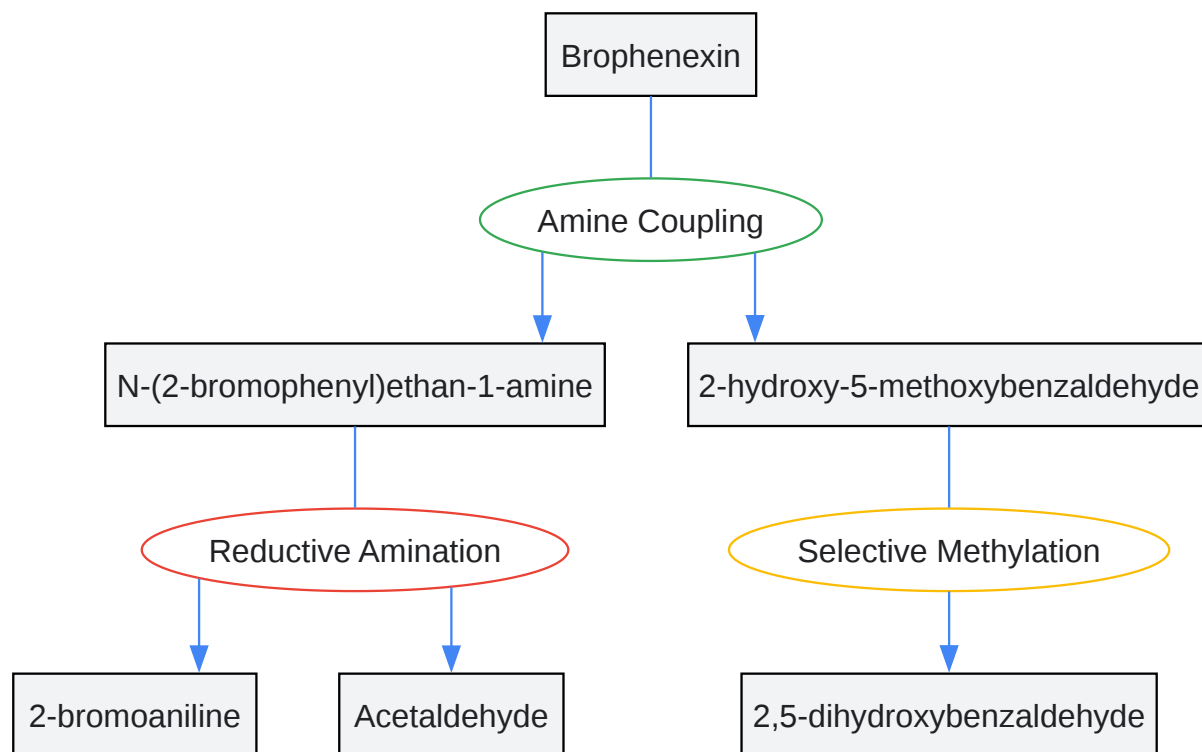 Brophenexin
Amine Coupling
N-(2-bromophenyl)ethan-1-amine
2-hydroxy-5-methoxybenzaldehyde
Reductive Amination
Selective Methylation
2-bromoaniline
Acetaldehyde
2,5-dihydroxybenzaldehyde